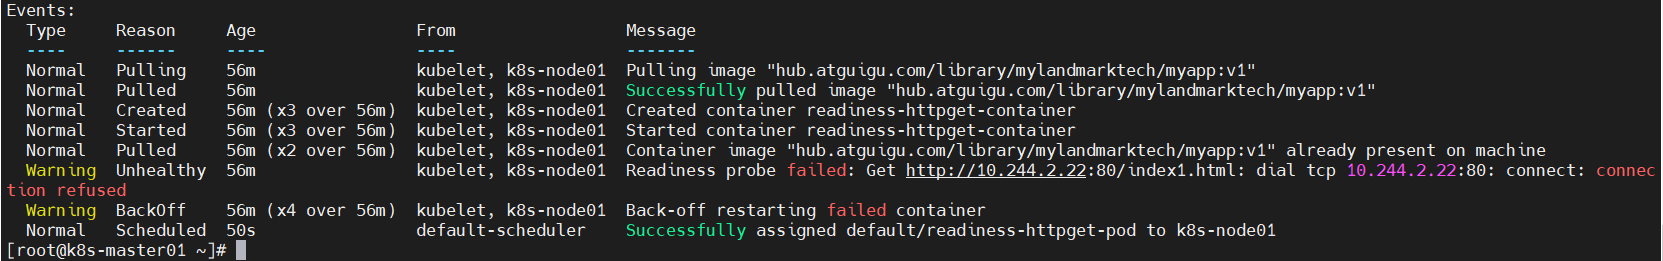 Events:
Type Reason Age From Message
---- ------ ---- ---- -------
Normal Pulling 56m kubelet, k8s-node01 Pulling image "hub.atguigu.com/library/mylandmarktech/myapp:v1"
Normal Pulled 56m kubelet, k8s-node01 Successfully pulled image "hub.atguigu.com/library/mylandmarktech/myapp:v1"
Normal Created 56m (x3 over 56m) kubelet, k8s-node01 Created container readiness-httpget-container
Normal Started 56m (x3 over 56m) kubelet, k8s-node01 Started container readiness-httpget-container
Normal Pulled 56m (x2 over 56m) kubelet, k8s-node01 Container image "hub.atguigu.com/library/mylandmarktech/myapp:v1" already present on machine
Warning Unhealthy 56m kubelet, k8s-node01 Readiness probe failed: Get http://10.244.2.22:80/index1.html: dial tcp 10.244.2.22:80: connect: connec
tion refused
Warning BackOff 56m (x4 over 56m) kubelet, k8s-node01 Back-off restarting failed container
Normal Scheduled 50s default-scheduler Successfully assigned default/readiness-httpget-pod to k8s-node01
[root@k8s-master01 ~]#